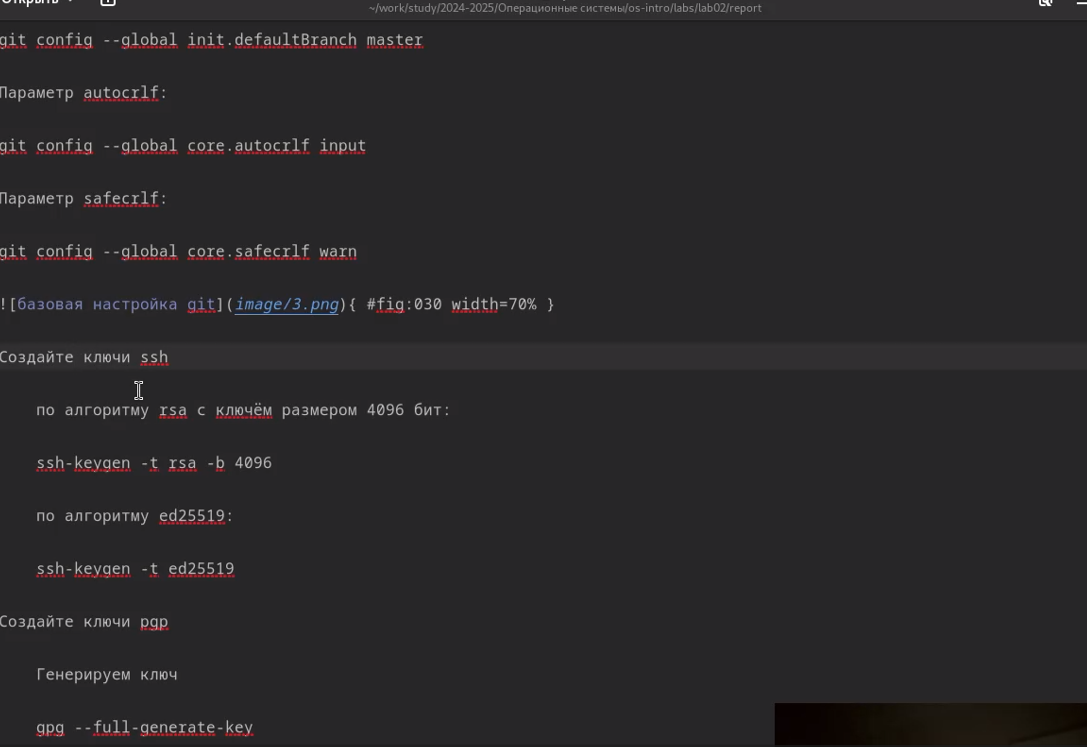 Открыть
~/work/study/2024-2025/Операционные системы/os-intro/labs/lab02/report
git config --global init.defaultBranch master
Параметр autocrlf:
git config --global core.autocrlf input
Параметр safecrlf:
git config --global core.safecrlf warn
![базовая настройка git](image/3.png){ #fig:030 width=70% }
Создайте ключи ssh
по алгоритму rsa с ключём размером 4096 бит:
ssh-keygen -t rsa -b 4096
по алгоритму ed25519:
ssh-keygen -t ed25519
Создайте ключи pgp
Генерируем ключ
gpg --full-generate-key